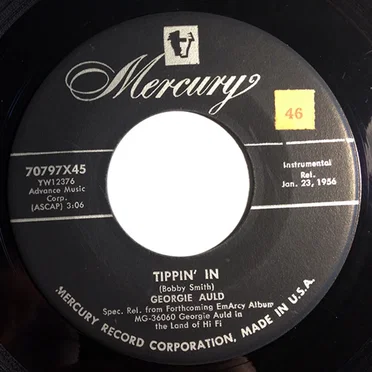 Mercury
46
70797X45
YW12376
Advance Music
Corp.
(ASCAP) 3:06
Instrumental
Rel.
Jan. 23, 1956
TIPPIN' IN
(Bobby Smith)
GEORGIE AULD
Spec. Rel. from Forthcoming EmArcy Album
MG-36060 Georgie Auld in
the Land of Hi Fi
MERCURY RECORD CORPORATION, MADE IN U.S.A.